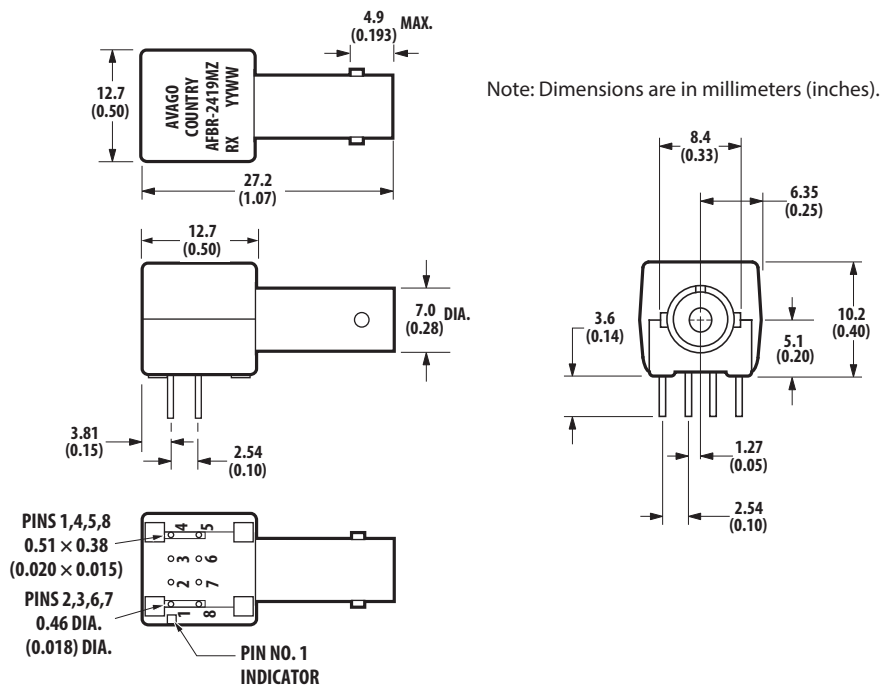 4.9
(0.193)
MAX.
12.7
(0.50)
AVAGO
COUNTRY
AFBR-2419MZ
RX YYWW
27.2
(1.07)
Note: Dimensions are in millimeters (inches).
8.4
(0.33)
6.35
(0.25)
12.7
(0.50)
7.0
(0.28)
DIA.
3.6
(0.14)
10.2
(0.40)
5.1
(0.20)
3.81
(0.15)
2.54
(0.10)
1.27
(0.05)
2.54
(0.10)
PINS 1,4,5,8
0.51 × 0.38
(0.020 × 0.015)
PINS 2,3,6,7
0.46 DIA.
(0.018) DIA.
4 5
3 6
2 7
1 8
PIN NO. 1
INDICATOR